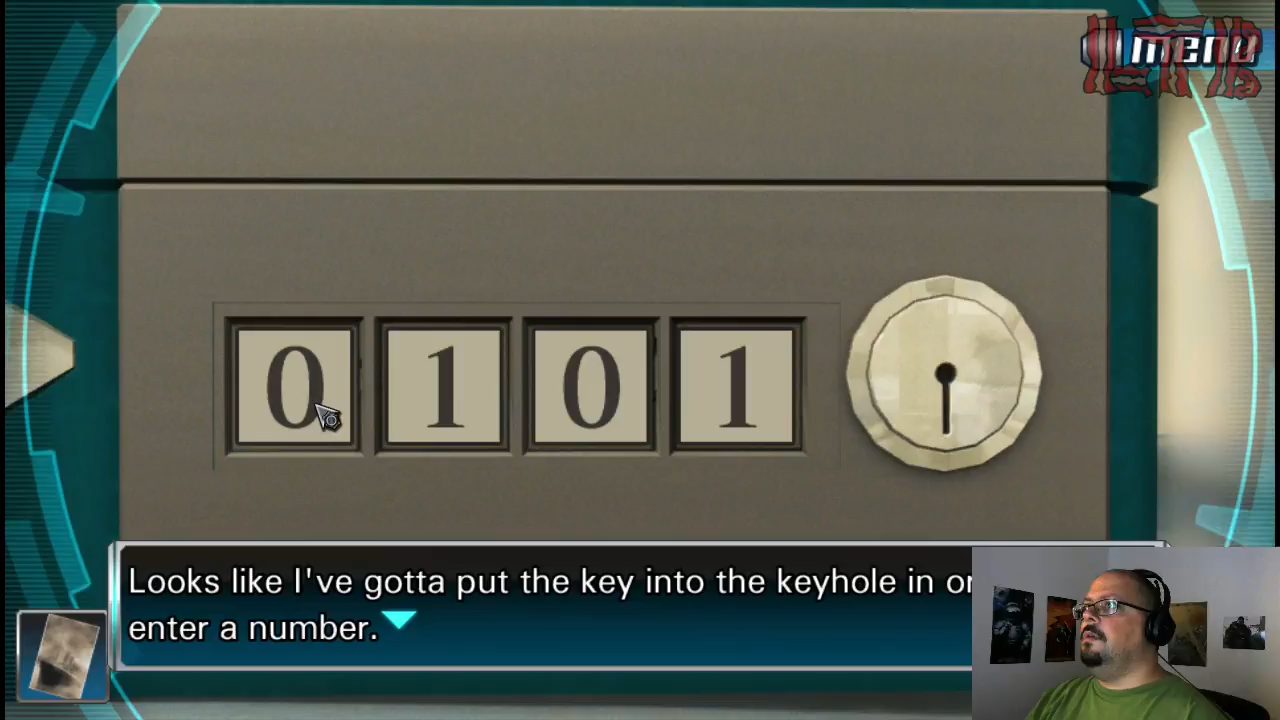 menu
LTB
0 1 0 1
Looks like I've gotta put the key into the keyhole in or
enter a number.